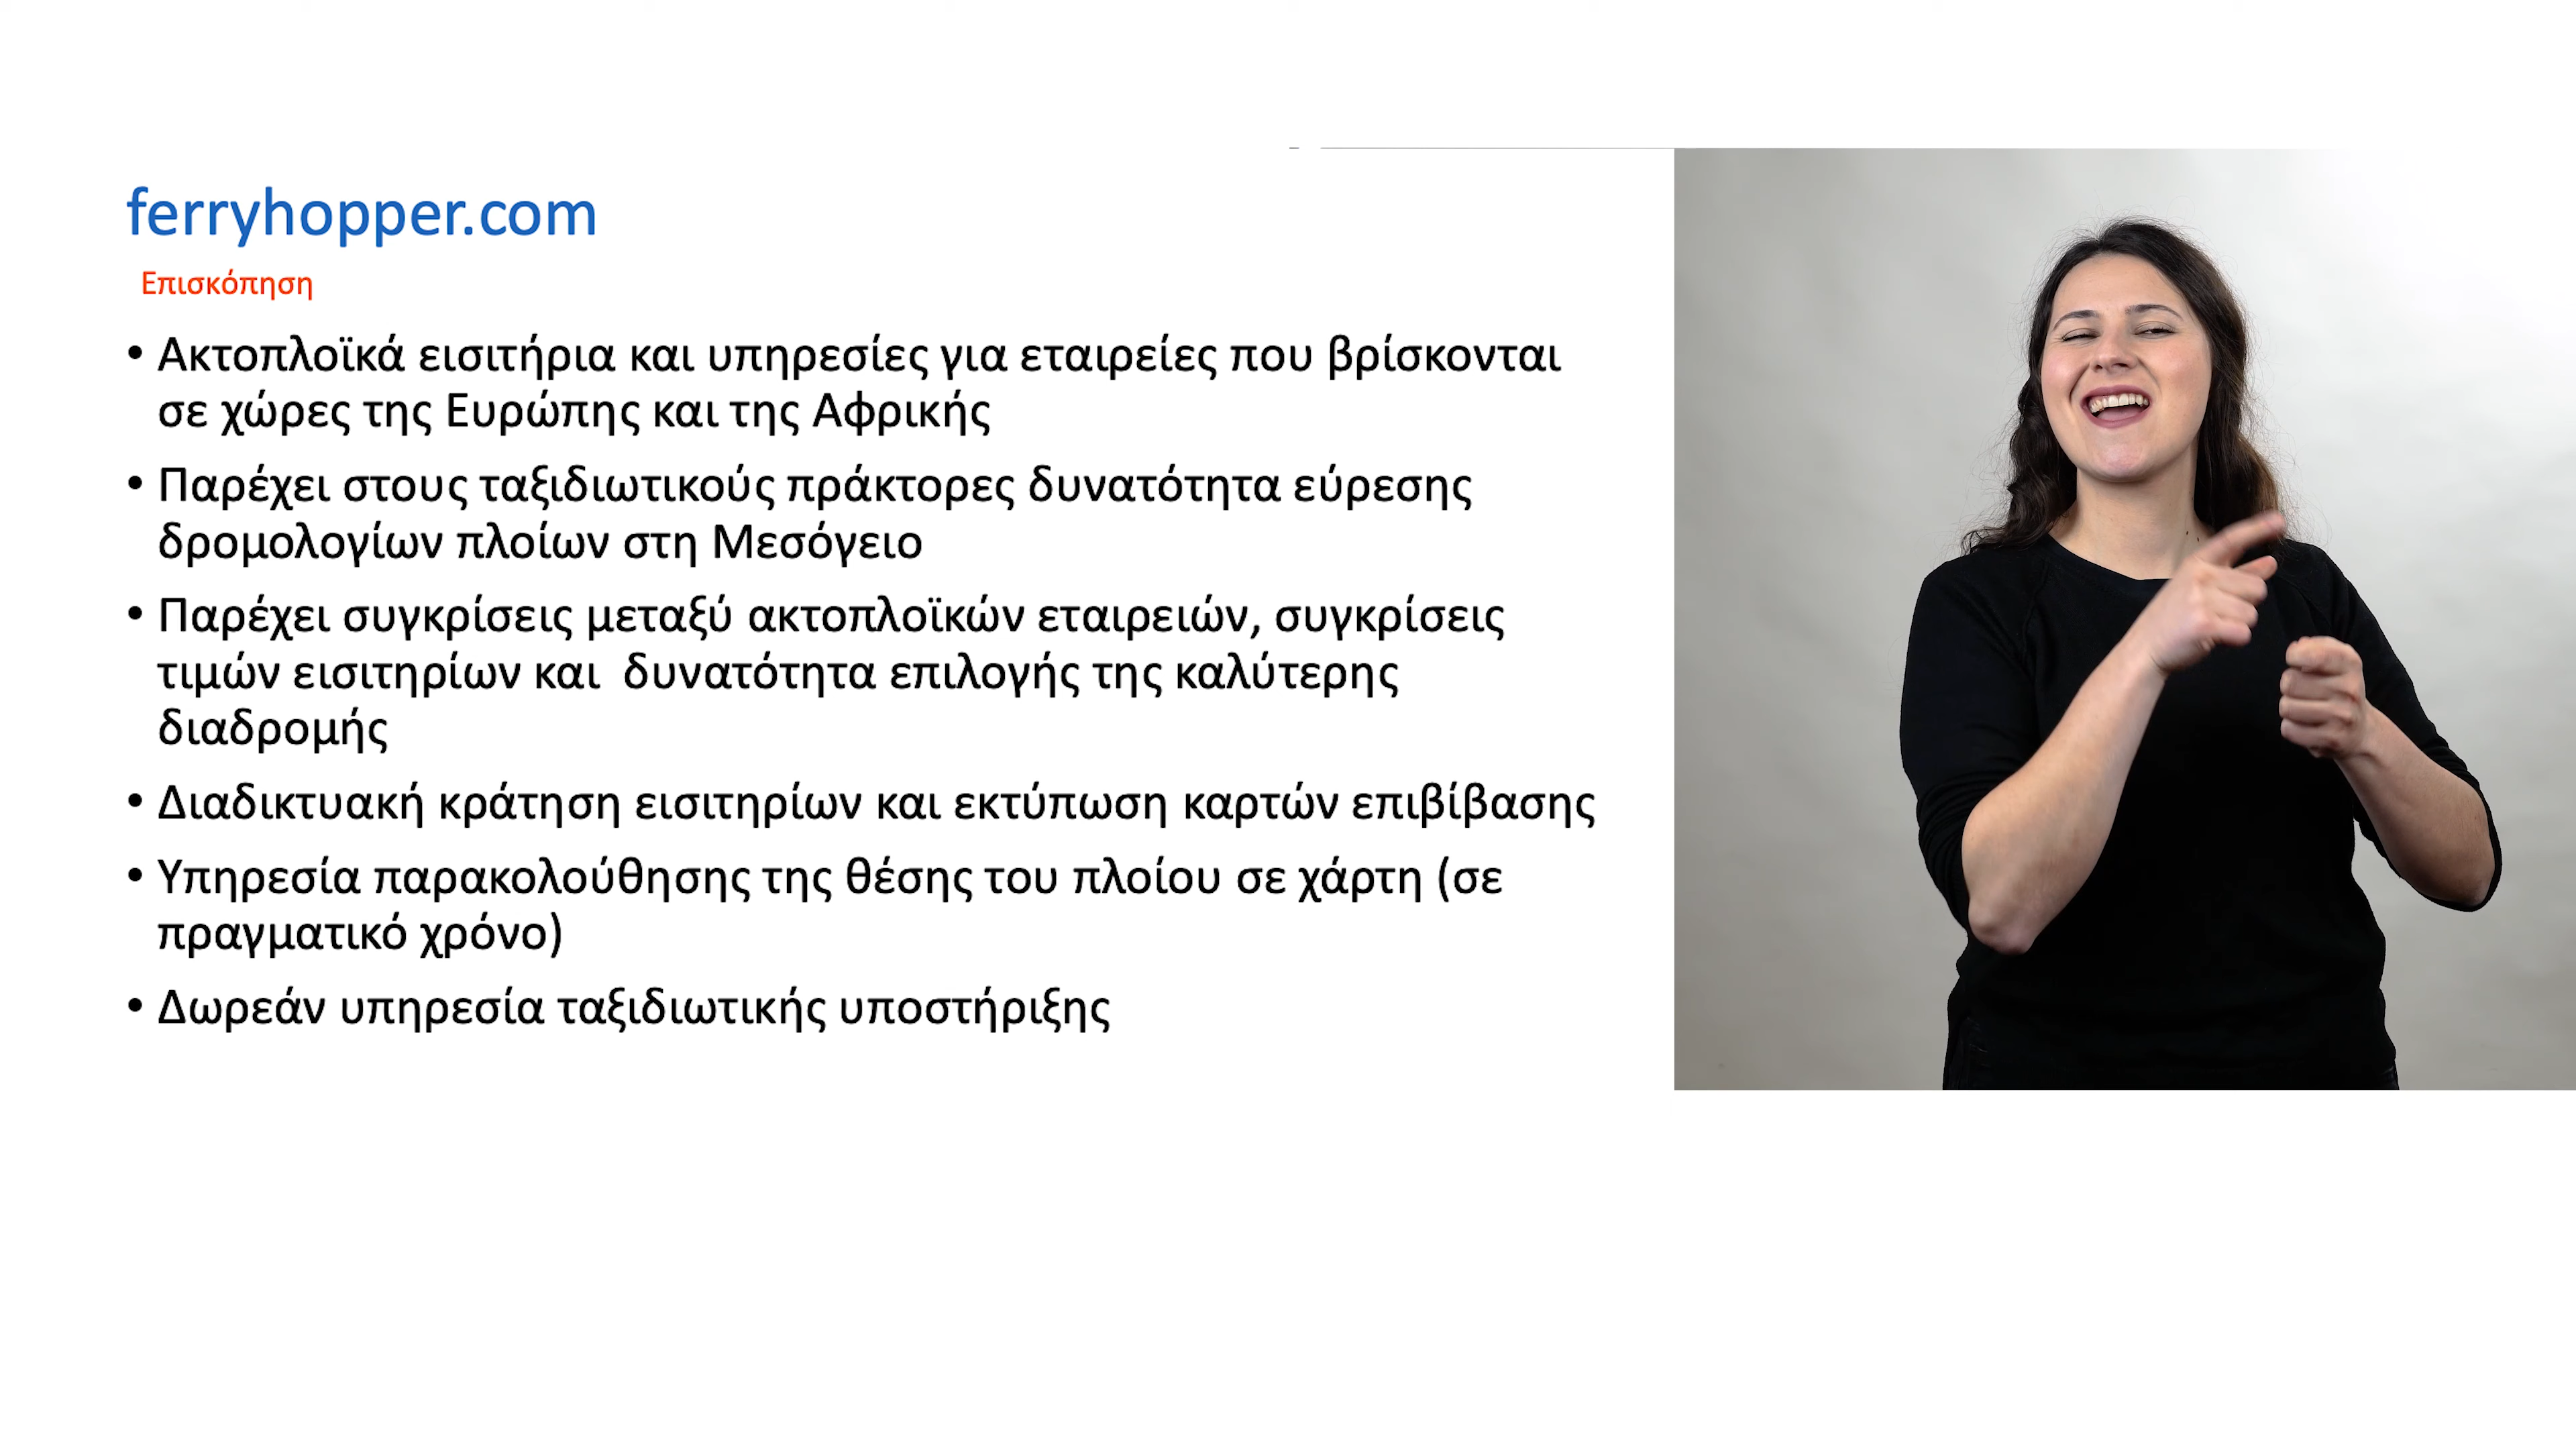 ferryhopper.com
Επισκόπηση
• Ακτοπλοϊκά εισιτήρια και υπηρεσίες για εταιρείες που βρίσκονται
σε χώρες της Ευρώπης και της Αφρικής
• Παρέχει στους ταξιδιωτικούς πράκτορες δυνατότητα εύρεσης
δρομολογίων πλοίων στη Μεσόγειο
• Παρέχει συγκρίσεις μεταξύ ακτοπλοϊκών εταιρειών, συγκρίσεις
τιμών εισιτηρίων και  δυνατότητα επιλογής της καλύτερης
διαδρομής
• Διαδικτυακή κράτηση εισιτηρίων και εκτύπωση καρτών επιβίβασης
• Υπηρεσία παρακολούθησης της θέσης του πλοίου σε χάρτη (σε
πραγματικό χρόνο)
• Δωρεάν υπηρεσία ταξιδιωτικής υποστήριξης